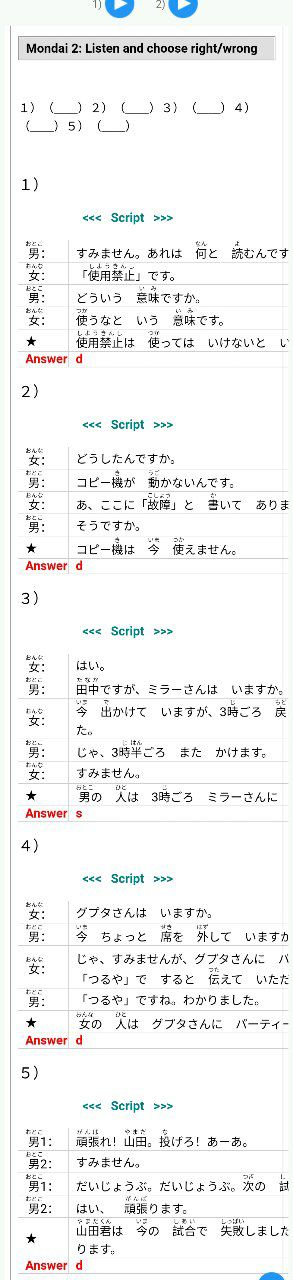 1) 2)
Mondai 2: Listen and choose right/wrong
1) (___) 2) (___) 3) (___) 4)
(___) 5) (___)
1)
<<< Script >>>
男: すみません。あれは 何と 読むんです
女: 「使用禁止」です。
男: どういう 意味ですか。
女: 使うなと いう 意味です。
★ 使用禁止は 使っては いけないと い
Answer d
2)
<<< Script >>>
女: どうしたんですか。
男: コピー機が 動かないんです。
女: あ、ここに「故障」と 書いて ありま
男: そうですか。
★ コピー機は 今 使えません。
Answer d
3)
<<< Script >>>
女: はい。
男: 田中ですが、ミラーさんは いますか。
女: 今 出かけて いますが、3時ごろ 戻
た。
男: じゃ、3時半ごろ また かけます。
女: すみません。
★ 男の 人は 3時ごろ ミラーさんに
Answer s
4)
<<< Script >>>
女: グプタさんは いますか。
男: 今 ちょっと 席を 外して いますが
女: じゃ、すみませんが、グプタさんに パ
「つるや」で すると 伝えて いただ
男: 「つるや」ですね。わかりました。
★ 女の 人は グプタさんに パーティー
Answer d
5)
<<< Script >>>
男1: 頑張れ！山田。投げろ！あーあ。
男2: すみません。
男1: だいじょうぶ。だいじょうぶ。次の 試
男2: はい、 頑張ります。
★ 山田君は 今の 試合で 失敗しました
ります。
Answer d